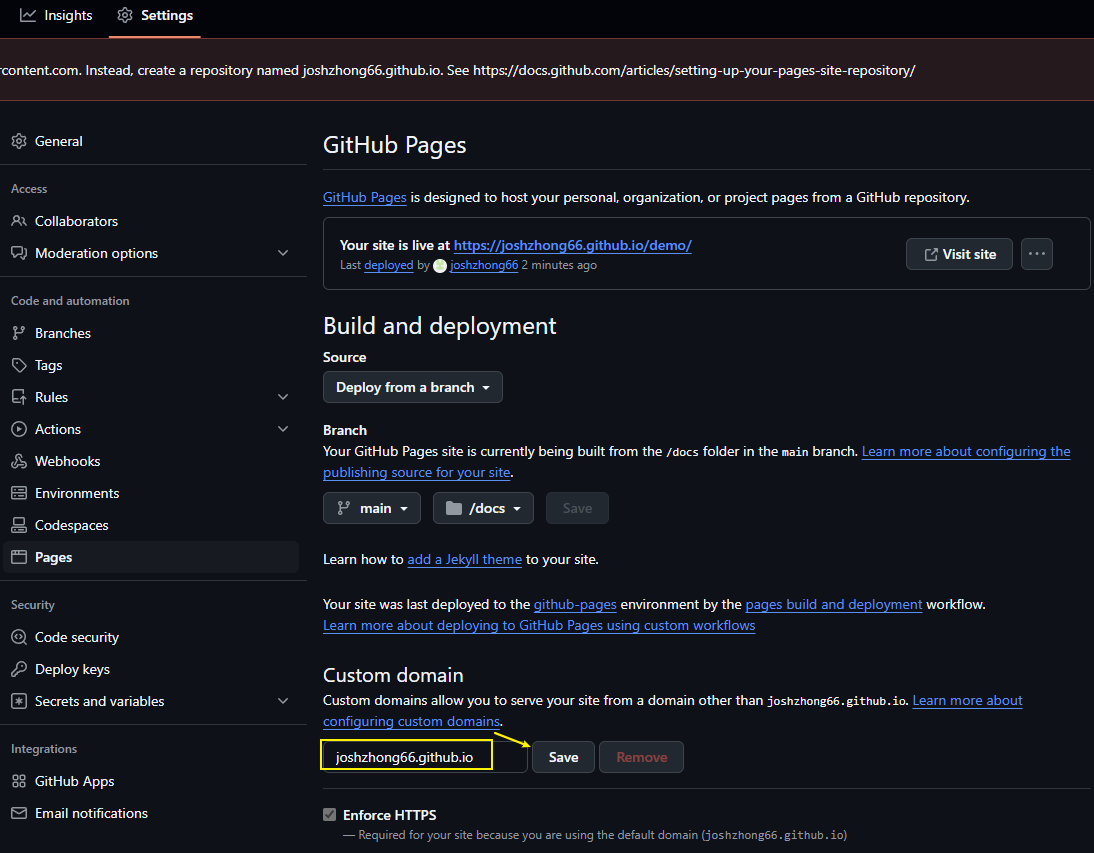 Insights
Settings
rcontent.com. Instead, create a repository named joshzhong66.github.io. See https://docs.github.com/articles/setting-up-your-pages-site-repository/
General
Access
Collaborators
Moderation options
Code and automation
Branches
Tags
Rules
Actions
Webhooks
Environments
Codespaces
Pages
Security
Code security
Deploy keys
Secrets and variables
Integrations
GitHub Apps
Email notifications
GitHub Pages
GitHub Pages is designed to host your personal, organization, or project pages from a GitHub repository.
Your site is live at https://joshzhong66.github.io/demo/
Last deployed by joshzhong66 2 minutes ago
Visit site
Build and deployment
Source
Deploy from a branch
Branch
Your GitHub Pages site is currently being built from the /docs folder in the main branch. Learn more about configuring the
publishing source for your site.
main
/docs
Save
Learn how to add a Jekyll theme to your site.
Your site was last deployed to the github-pages environment by the pages build and deployment workflow.
Learn more about deploying to GitHub Pages using custom workflows
Custom domain
Custom domains allow you to serve your site from a domain other than joshzhong66.github.io. Learn more about
configuring custom domains.
joshzhong66.github.io
Save
Remove
Enforce HTTPS
— Required for your site because you are using the default domain (joshzhong66.github.io)